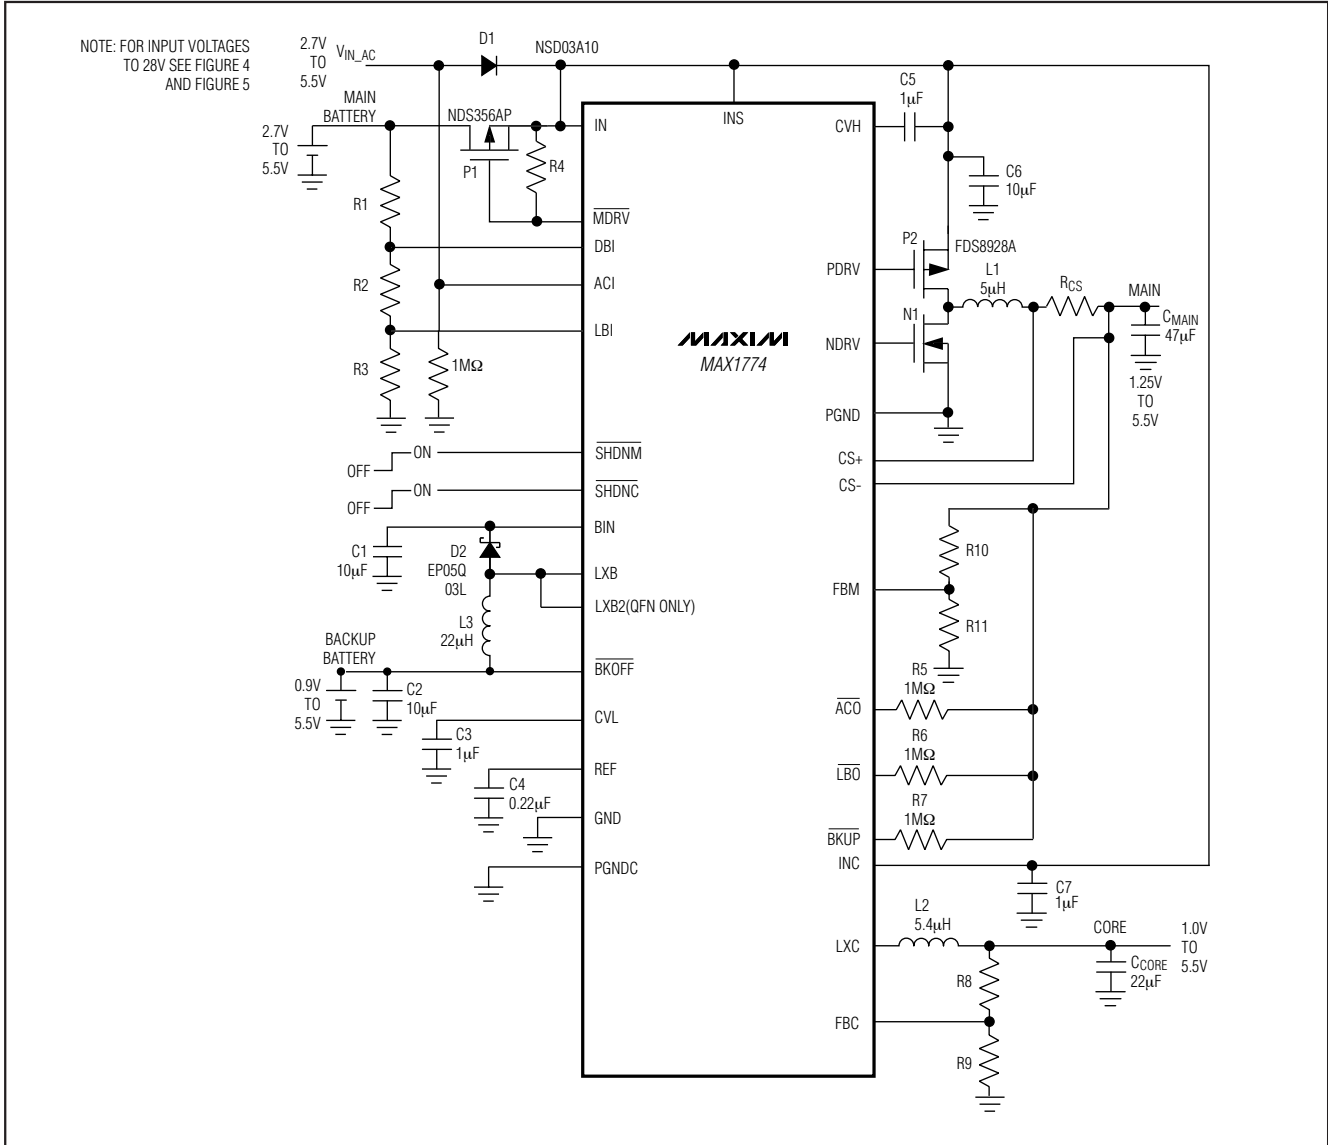 NOTE: FOR INPUT VOLTAGES
TO 28V SEE FIGURE 4
AND FIGURE 5
2.7V
TO
5.5V
VIN_AC
D1
NSD03A10
MAIN
BATTERY
2.7V
TO
5.5V
NDS356AP
P1
R4
R1
R2
R3
1MΩ
OFF
ON
OFF
ON
C1
10µF
D2
EP05Q
03L
L3
22µH
BACKUP
BATTERY
0.9V
TO
5.5V
C2
10µF
C3
1µF
C4
0.22µF
IN
MDRV
DBI
ACI
LBI
SHDNM
SHDNC
BIN
LXB
LXB2(QFN ONLY)
BKOFF
CVL
REF
GND
PGNDC
INS
MAXIM
MAX1774
CVH
PDRV
NDRV
PGND
CS+
CS-
FBM
ACO
LBO
BKUP
INC
LXC
FBC
C5
1µF
C6
10µF
P2
FDS8928A
L1
5µH
RCS
MAIN
N1
CMAIN
47µF
1.25V
TO
5.5V
R10
R11
R5
1MΩ
R6
1MΩ
R7
1MΩ
C7
1µF
L2
5.4µH
CORE
1.0V
TO
5.5V
CCORE
22µF
R8
R9